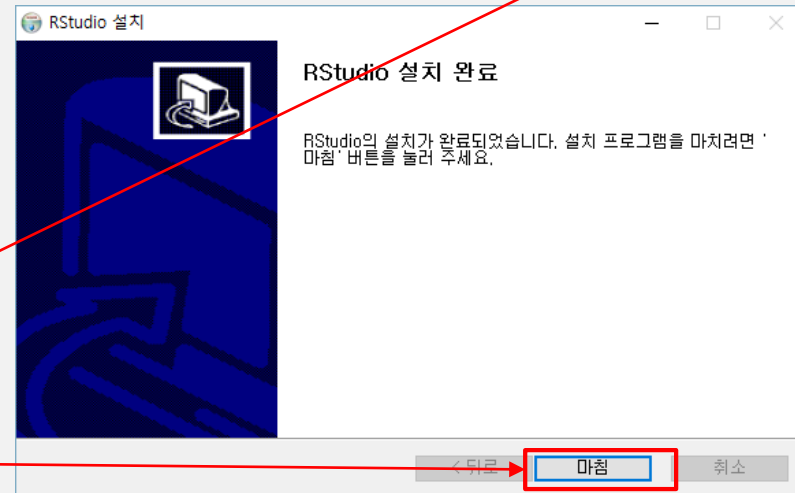 RStudio 설치
RStudio 설치 완료
RStudio의 설치가 완료되었습니다. 설치 프로그램을 마치려면 '
마침' 버튼을 눌러 주세요.
< 뒤로
마침
취소